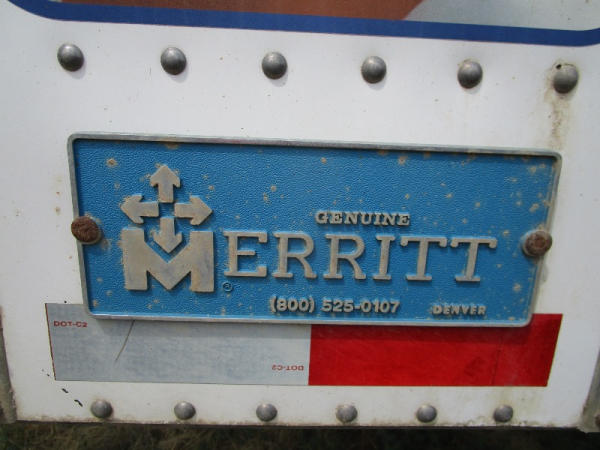 GENUINE
MERRITT
®
(800) 525-0107 DENVER
DOT-C2
DOT-C2